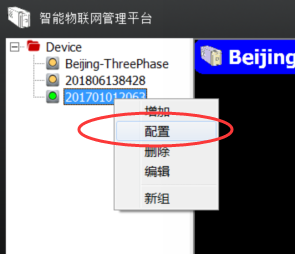 智能物联网管理平台
Device
Beijing-ThreePhase
201806138428
201701012063
增加
配置
删除
编辑
新组
Beijing